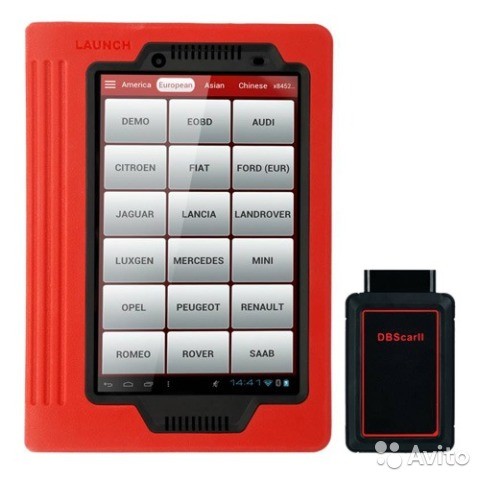 LAUNCH
America European Asian Chinese x8452...
DEMO EOBD AUDI
CITROEN FIAT FORD (EUR)
JAGUAR LANCIA LANDROVER
LUXGEN MERCEDES MINI
OPEL PEUGEOT RENAULT
ROMEO ROVER SAAB
14:41
DBScarII
Avito